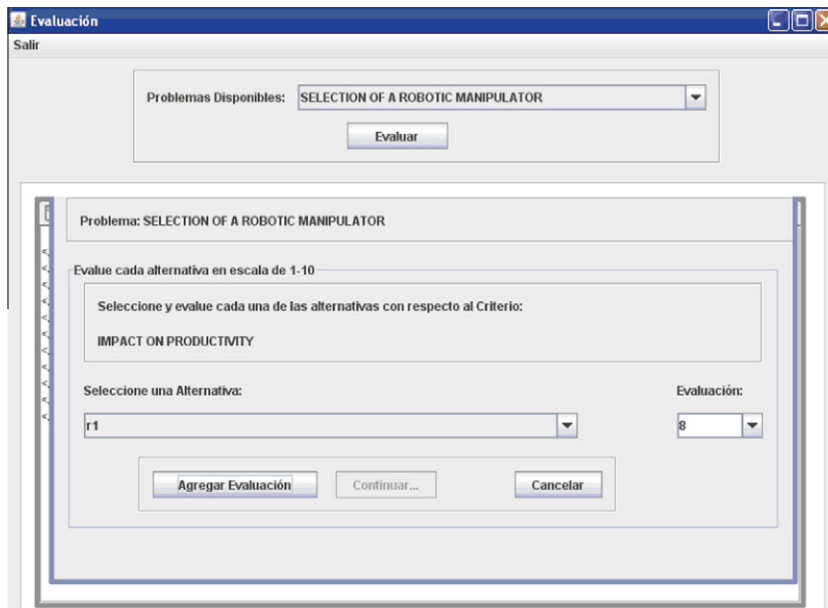 Evaluación
Salir
Problemas Disponibles: SELECTION OF A ROBOTIC MANIPULATOR
Evaluar
Problema: SELECTION OF A ROBOTIC MANIPULATOR
Evalue cada alternativa en escala de 1-10
Seleccione y evalue cada una de las alternativas con respecto al Criterio:
IMPACT ON PRODUCTIVITY
Seleccione una Alternativa: Evaluación:
r1 8
Agregar Evaluación Continuar... Cancelar